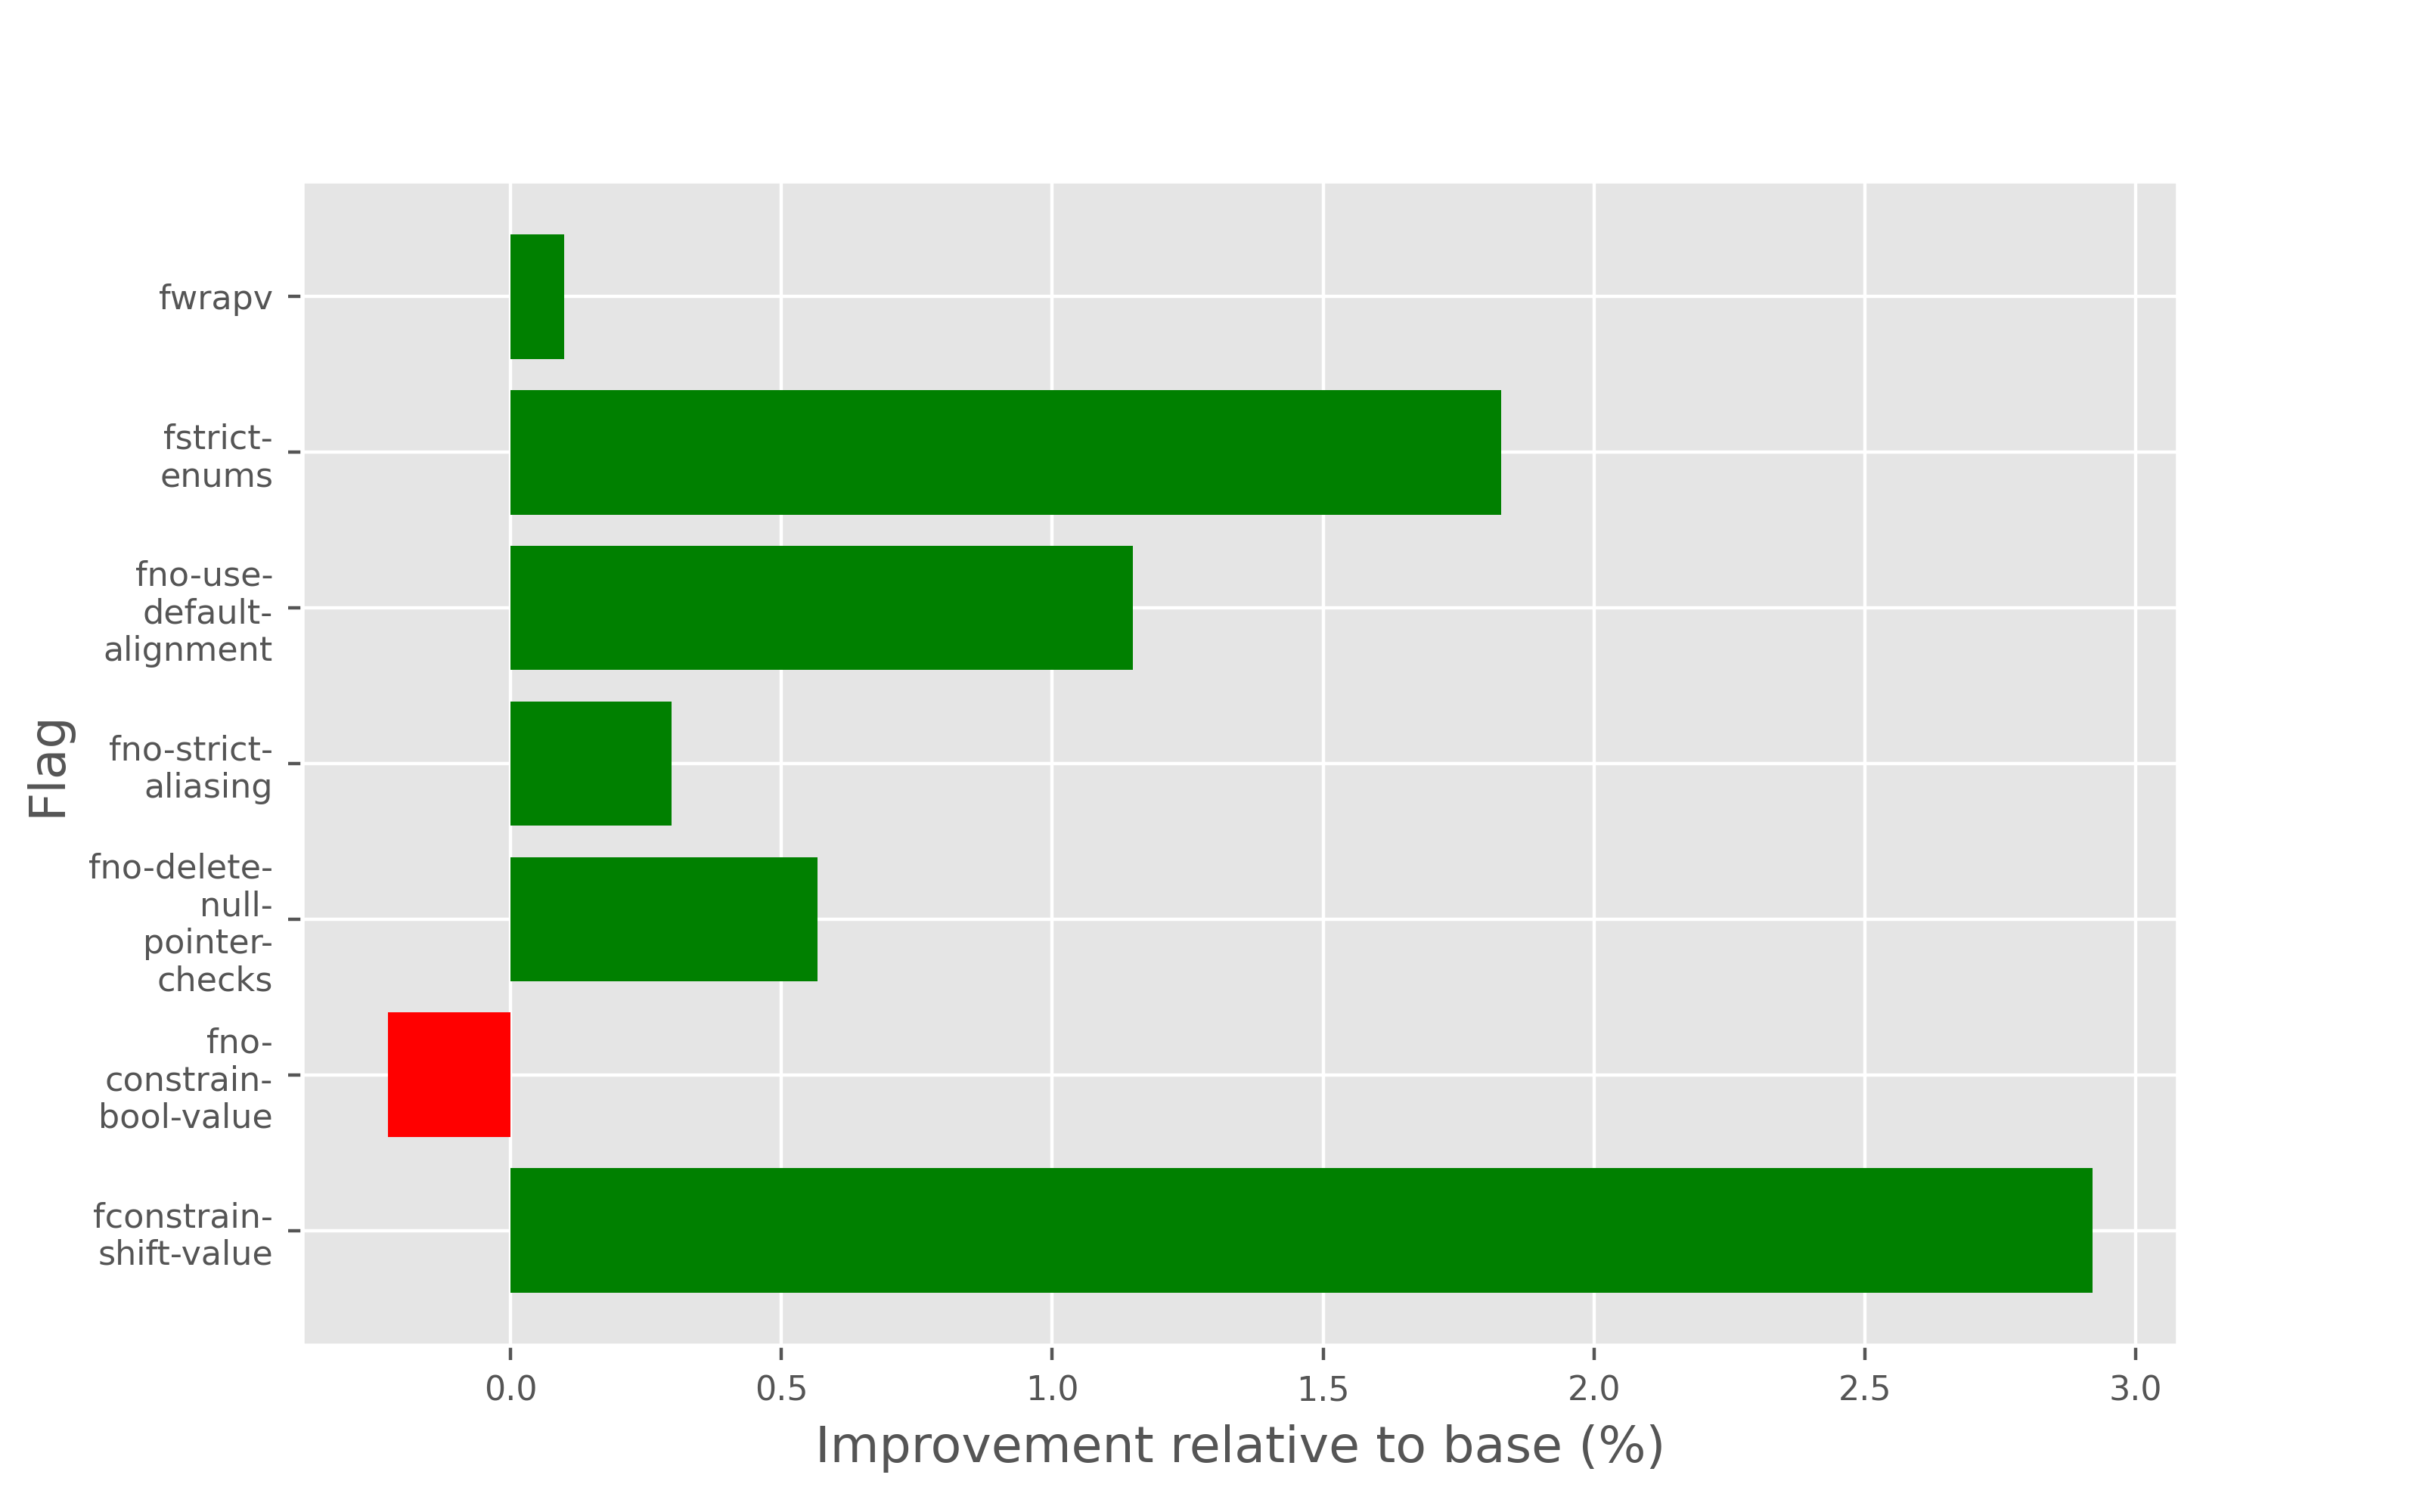 Flag
fwrapv
fstrict-
enums
fno-use-
default-
alignment
fno-strict-
aliasing
fno-delete-
null-
pointer-
checks
fno-
constrain-
bool-value
fconstrain-
shift-value
0.0 0.5 1.0 1.5 2.0 2.5 3.0
Improvement relative to base (%)